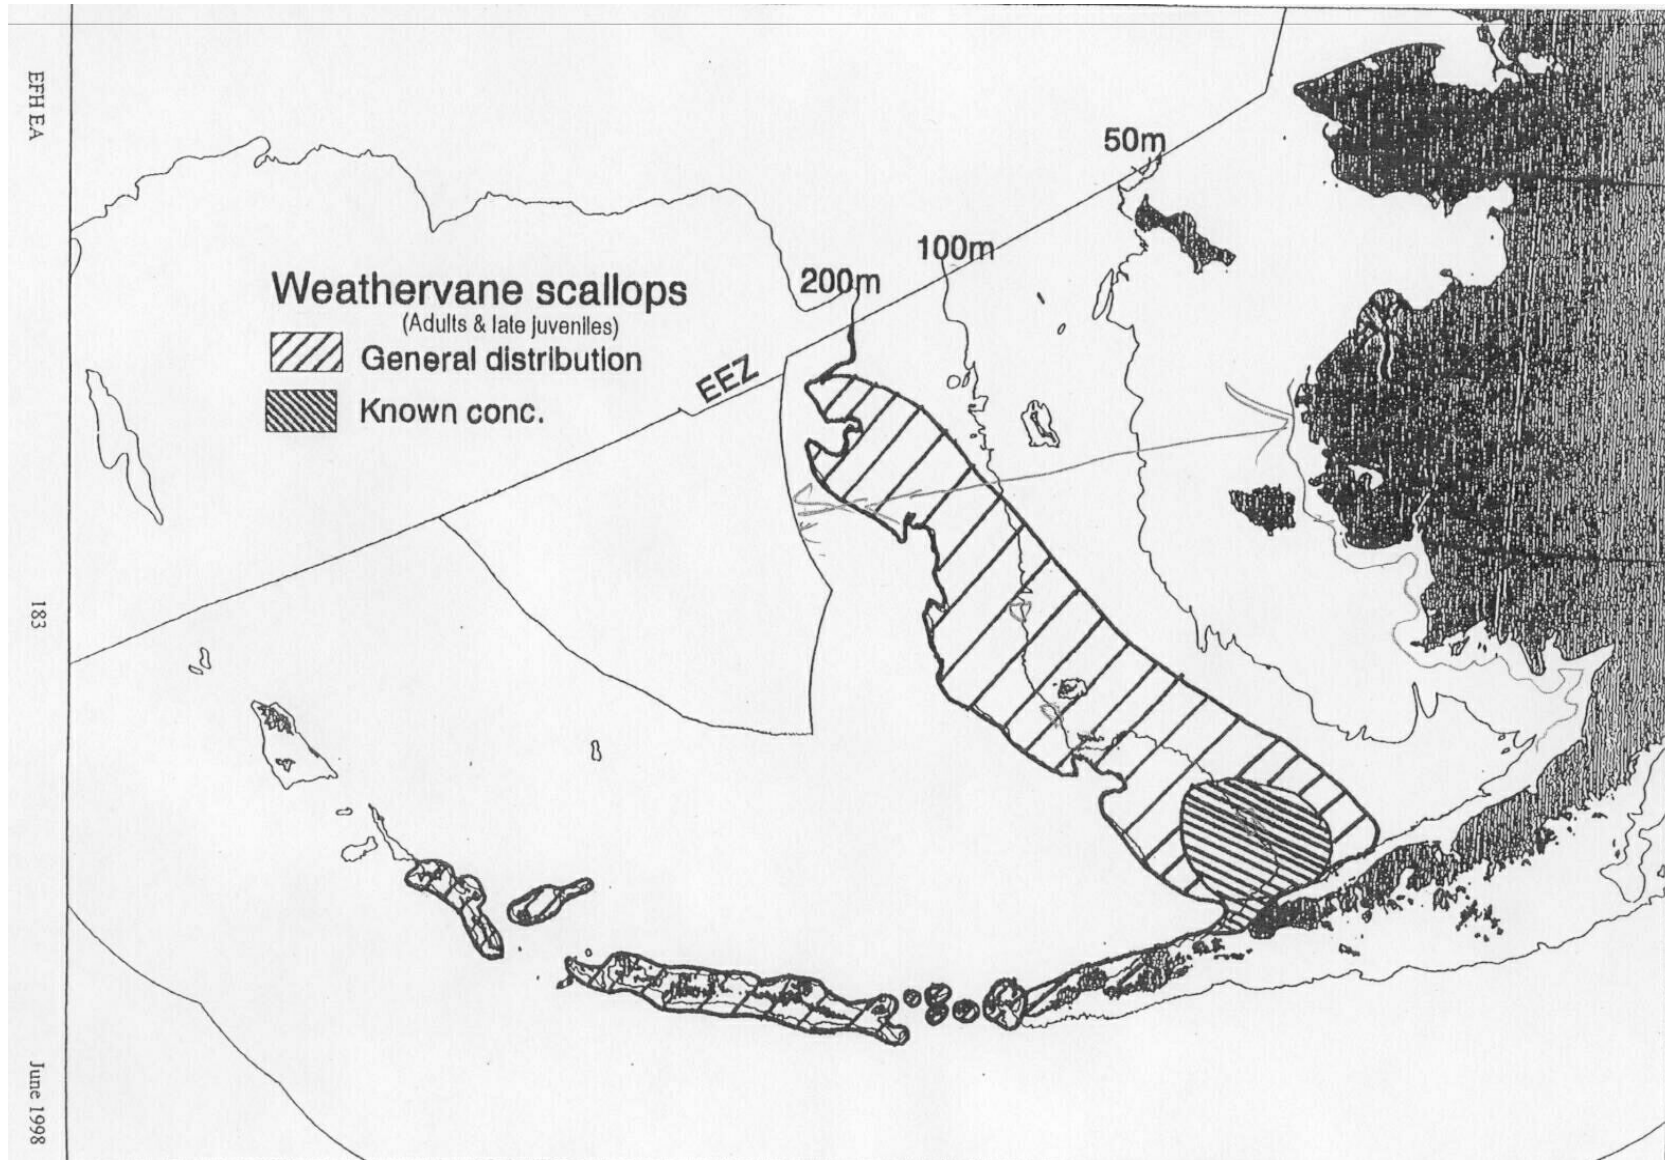 EFH EA
183
June 1998
Weathervane scallops
(Adults & late juveniles)
General distribution
Known conc.
EEZ
200m
100m
50m